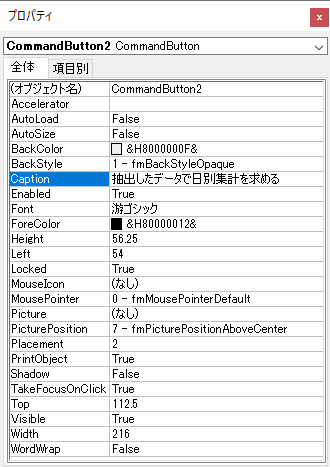 プロパティ
x
CommandButton2 CommandButton
全体 項目別
(オブジェクト名) CommandButton2
Accelerator
AutoLoad False
AutoSize False
BackColor &H8000000F&
BackStyle 1 - fmBackStyleOpaque
Caption 抽出したデータで日別集計を求める
Enabled True
Font 游ゴシック
ForeColor &H80000012&
Height 56.25
Left 54
Locked True
MouseIcon (なし)
MousePointer 0 - fmMousePointerDefault
Picture (なし)
PicturePosition 7 - fmPicturePositionAboveCenter
Placement 2
PrintObject True
Shadow False
TakeFocusOnClick True
Top 112.5
Visible True
Width 216
WordWrap False